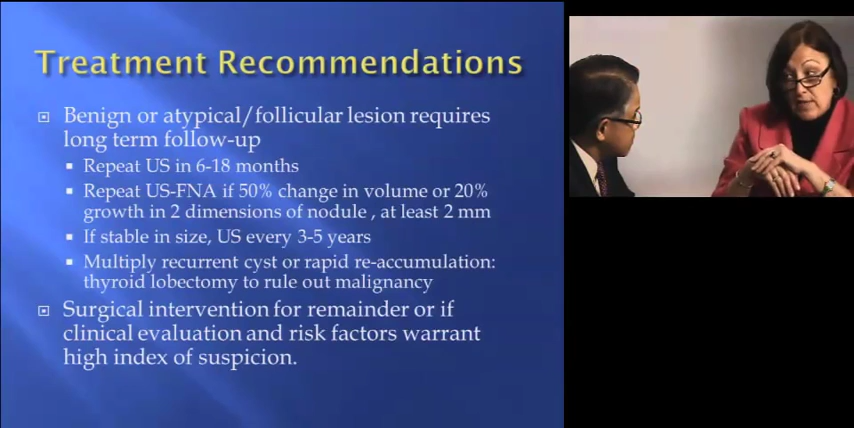 Treatment Recommendations
Benign or atypical/follicular lesion requires
long term follow-up
Repeat US in 6-18 months
Repeat US-FNA if 50% change in volume or 20%
growth in 2 dimensions of nodule , at least 2 mm
If stable in size, US every 3-5 years
Multiply recurrent cyst or rapid re-accumulation:
thyroid lobectomy to rule out malignancy
Surgical intervention for remainder or if
clinical evaluation and risk factors warrant
high index of suspicion.